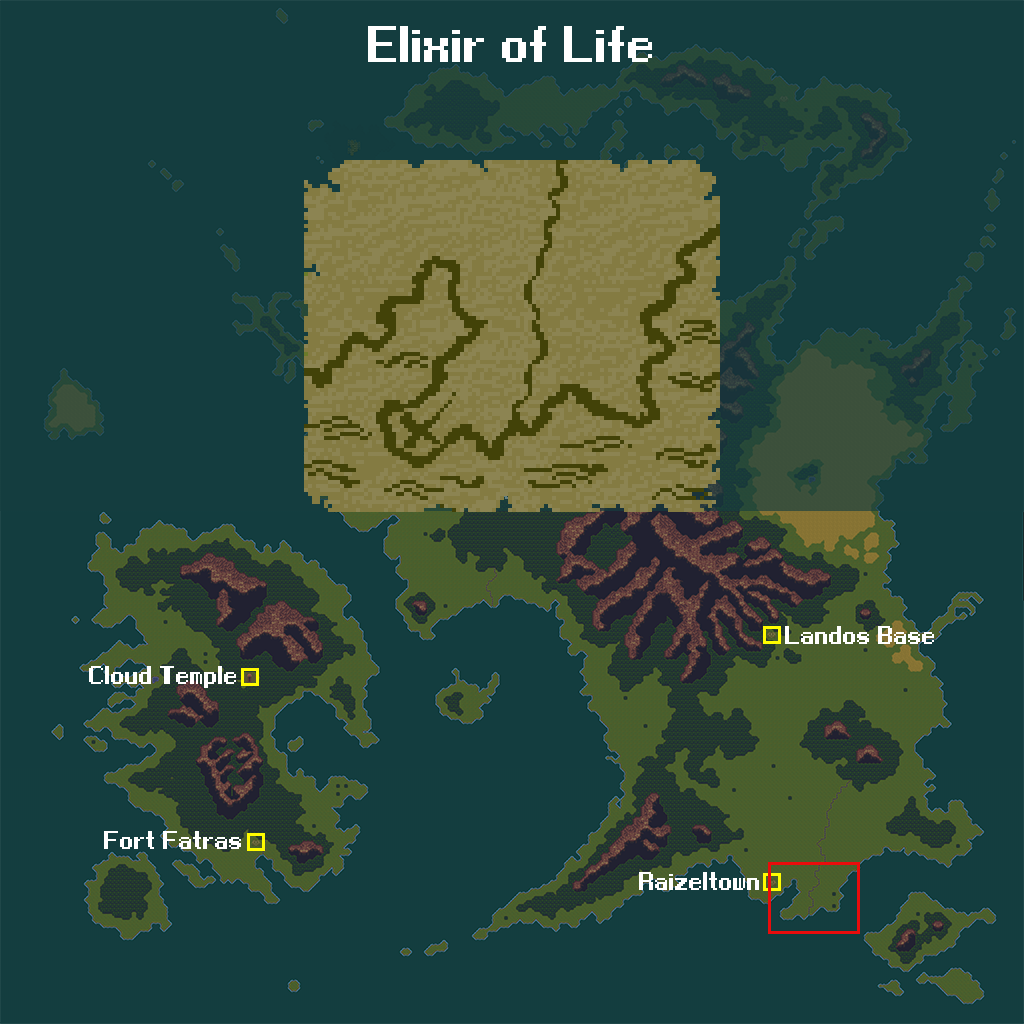 Elixir of Life
Landos Base
Cloud Temple
Fort Fatras
Raizeltown